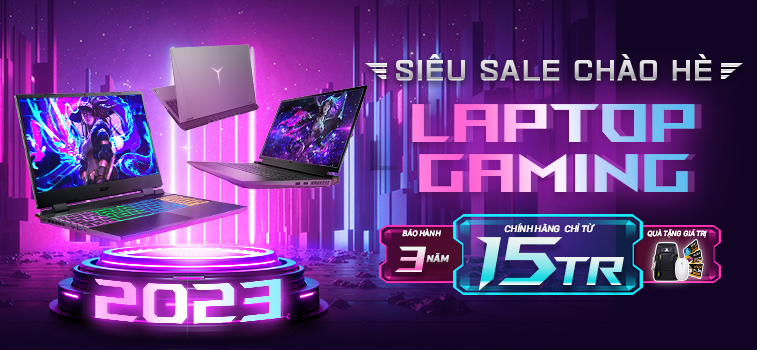 SIÊU SALE CHÀO HÈ
LAPTOP
GAMING
BẢO HÀNH
3 NĂM
CHÍNH HÃNG CHỈ TỪ
15TR
QUÀ TẶNG GIÁ TRỊ
2023